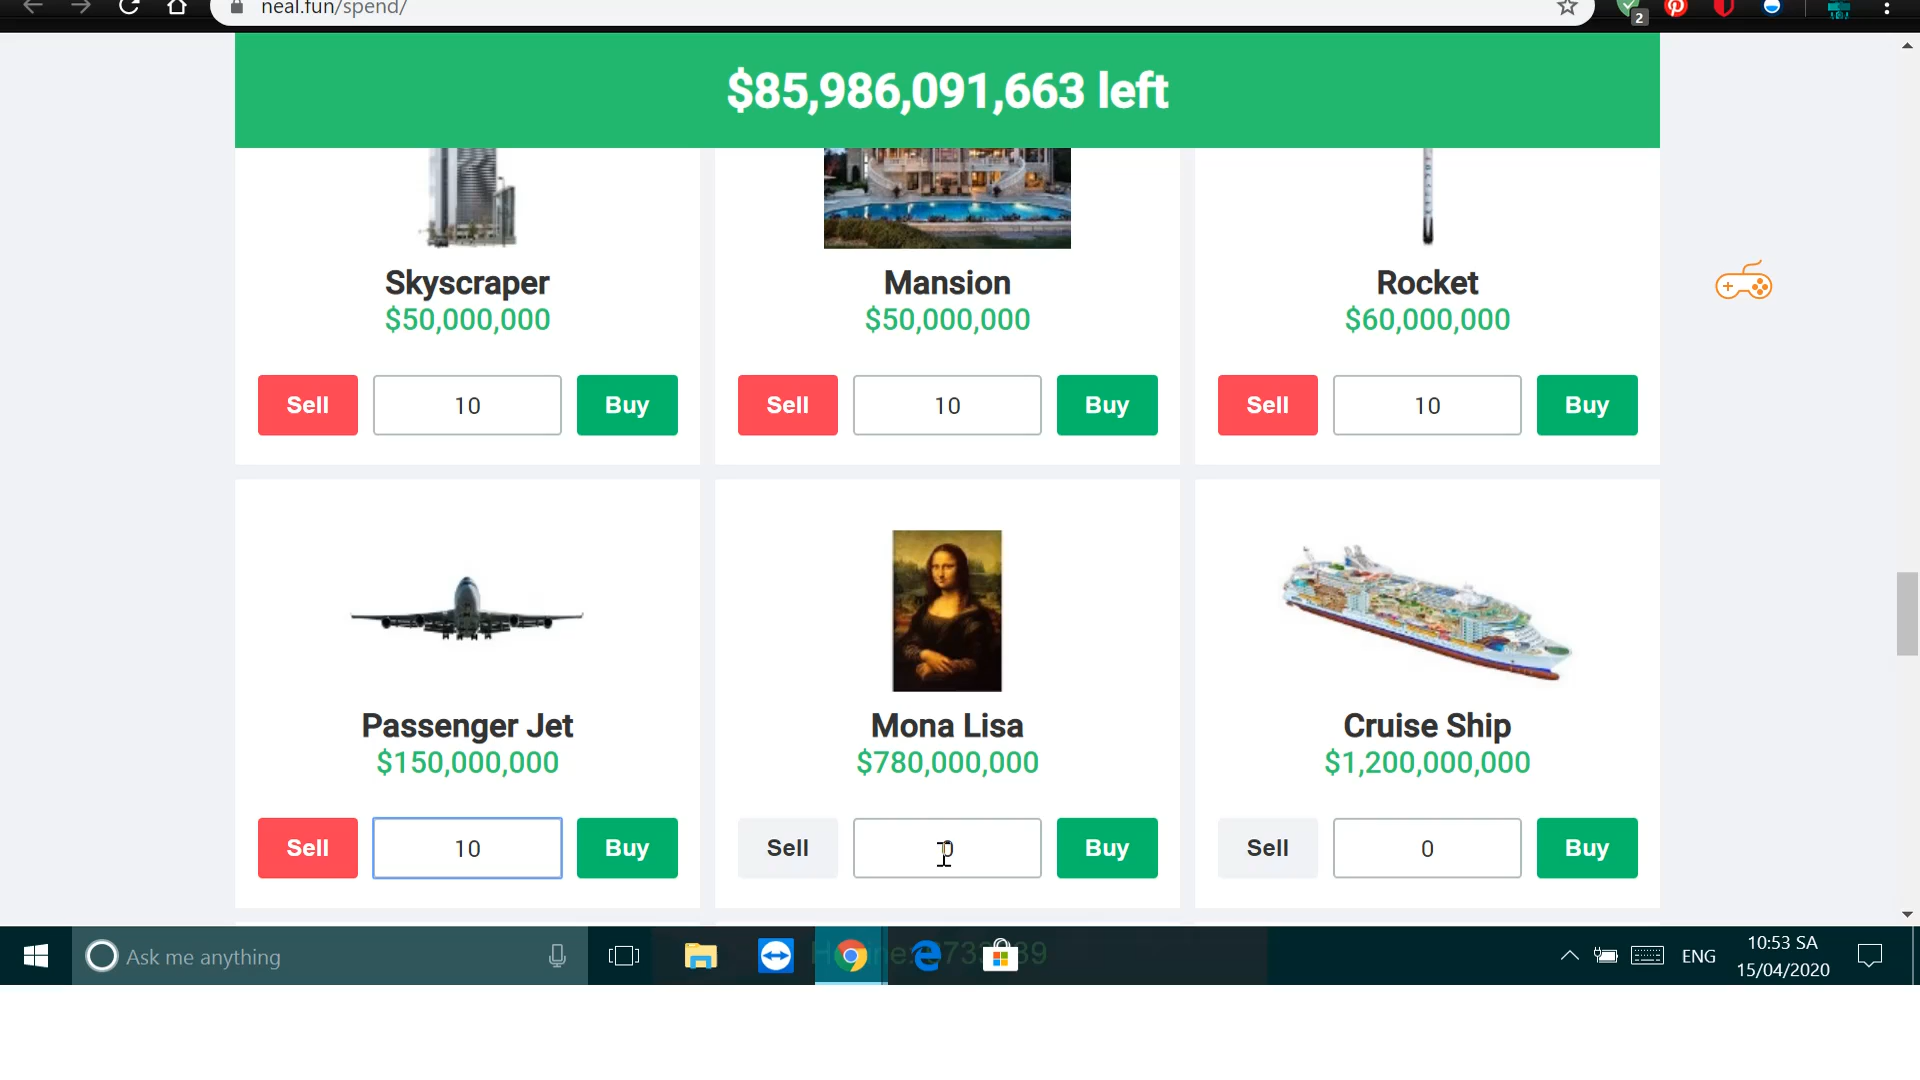 neal.fun/spend/
2
$85,986,091,663 left
Skyscraper
$50,000,000
Mansion
$50,000,000
Rocket
$60,000,000
Sell 10 Buy
Sell 10 Buy
Sell 10 Buy
Passenger Jet
$150,000,000
Mona Lisa
$780,000,000
Cruise Ship
$1,200,000,000
Sell 10 Buy
Sell 0 Buy
Sell 0 Buy
Ask me anything
ENG
10:53 SA
15/04/2020